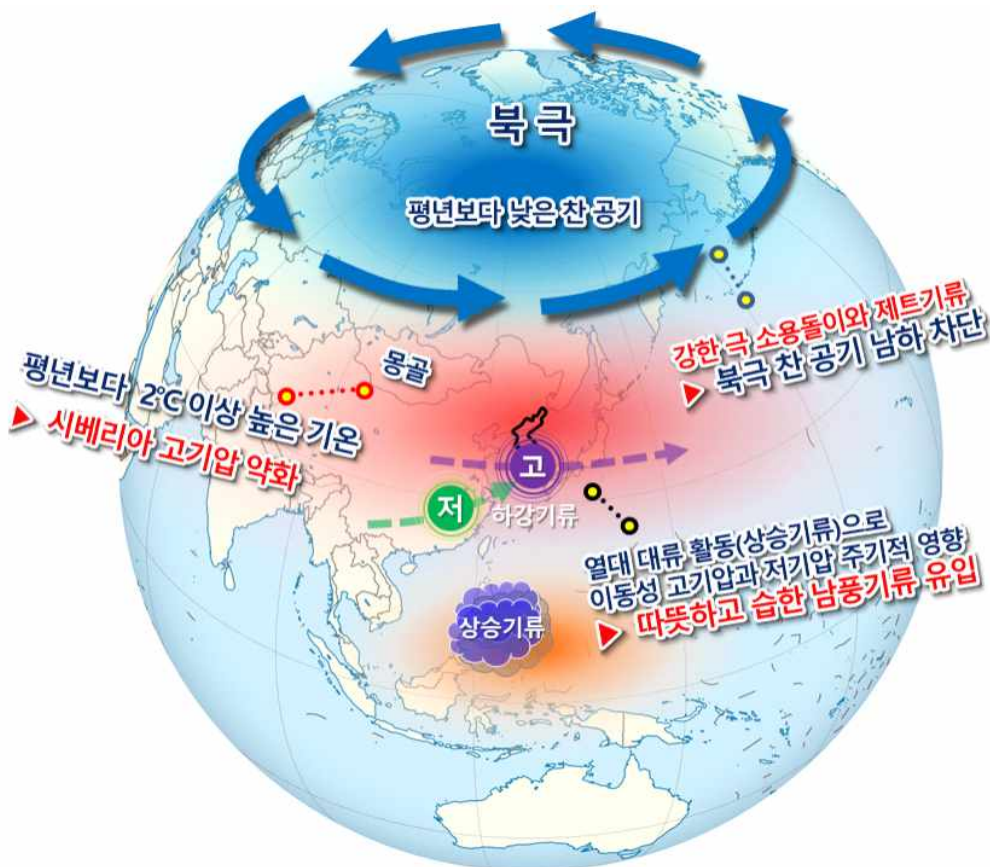 북 극
평년보다 낮은 찬 공기
강한 극 소용돌이와 제트기류
▶ 북극 찬 공기 남하 차단
몽골
평년보다 2℃ 이상 높은 기온
▶ 시베리아 고기압 약화
고
저
하강기류
열대 대류 활동(상승기류)으로
이동성 고기압과 저기압 주기적 영향
▶ 따뜻하고 습한 남풍기류 유입
상승기류